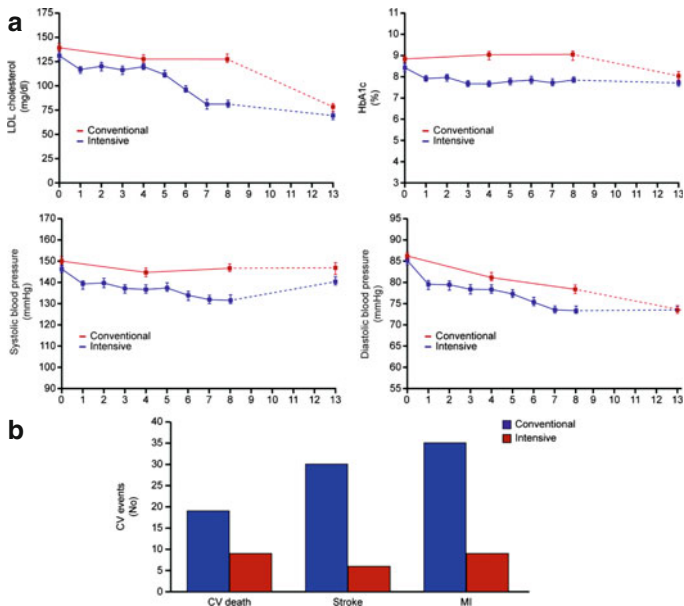 a
LDL cholesterol
(mg/dl)
175
150
125
100
75
50
25
0
Conventional
Intensive
0 1 2 3 4 5 6 7 8 9 10 11 12 13
HbA1c
(%)
11
10
9
8
7
6
5
4
3
Conventional
Intensive
0 1 2 3 4 5 6 7 8 9 10 11 12 13
Systolic blood pressure
(mmHg)
170
160
150
140
130
120
110
100
90
Conventional
Intensive
0 1 2 3 4 5 6 7 8 9 10 11 12 13
Diastolic blood pressure
(mmHg)
95
90
85
80
75
70
65
60
55
Conventional
Intensive
0 1 2 3 4 5 6 7 8 9 10 11 12 13
b
Conventional
Intensive
CV events
(No)
40
35
30
25
20
15
10
5
0
CV death Stroke MI